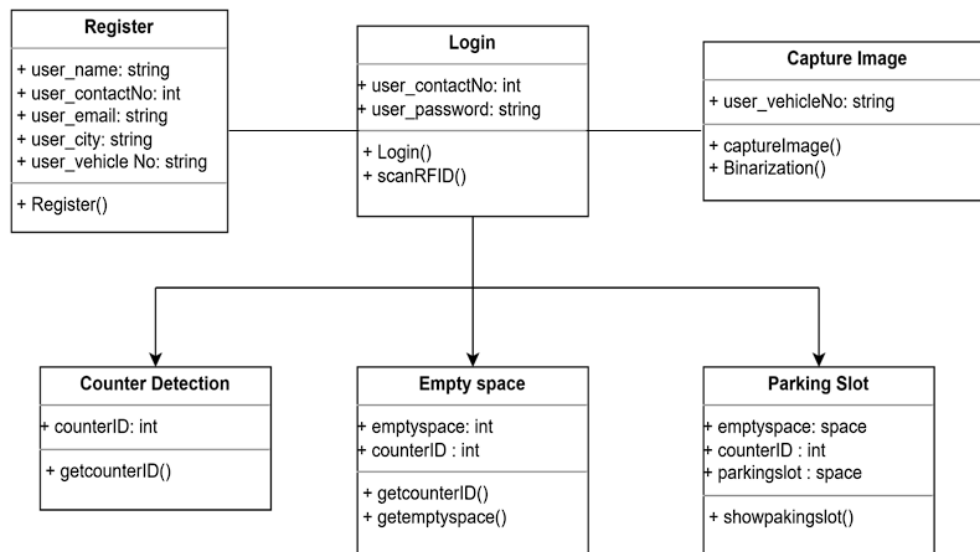 Register
+ user_name: string
+ user_contactNo: int
+ user_email: string
+ user_city: string
+ user_vehicle No: string
+ Register()
Login
+ user_contactNo: int
+ user_password: string
+ Login()
+ scanRFID()
Capture Image
+ user_vehicleNo: string
+ captureImage()
+ Binarization()
Counter Detection
+ counterID: int
+ getcounterID()
Empty space
+ emptyspace: int
+ counterID : int
+ getcounterID()
+ getemptyspace()
Parking Slot
+ emptyspace: space
+ counterID : int
+ parkingslot : space
+ showpakingslot()